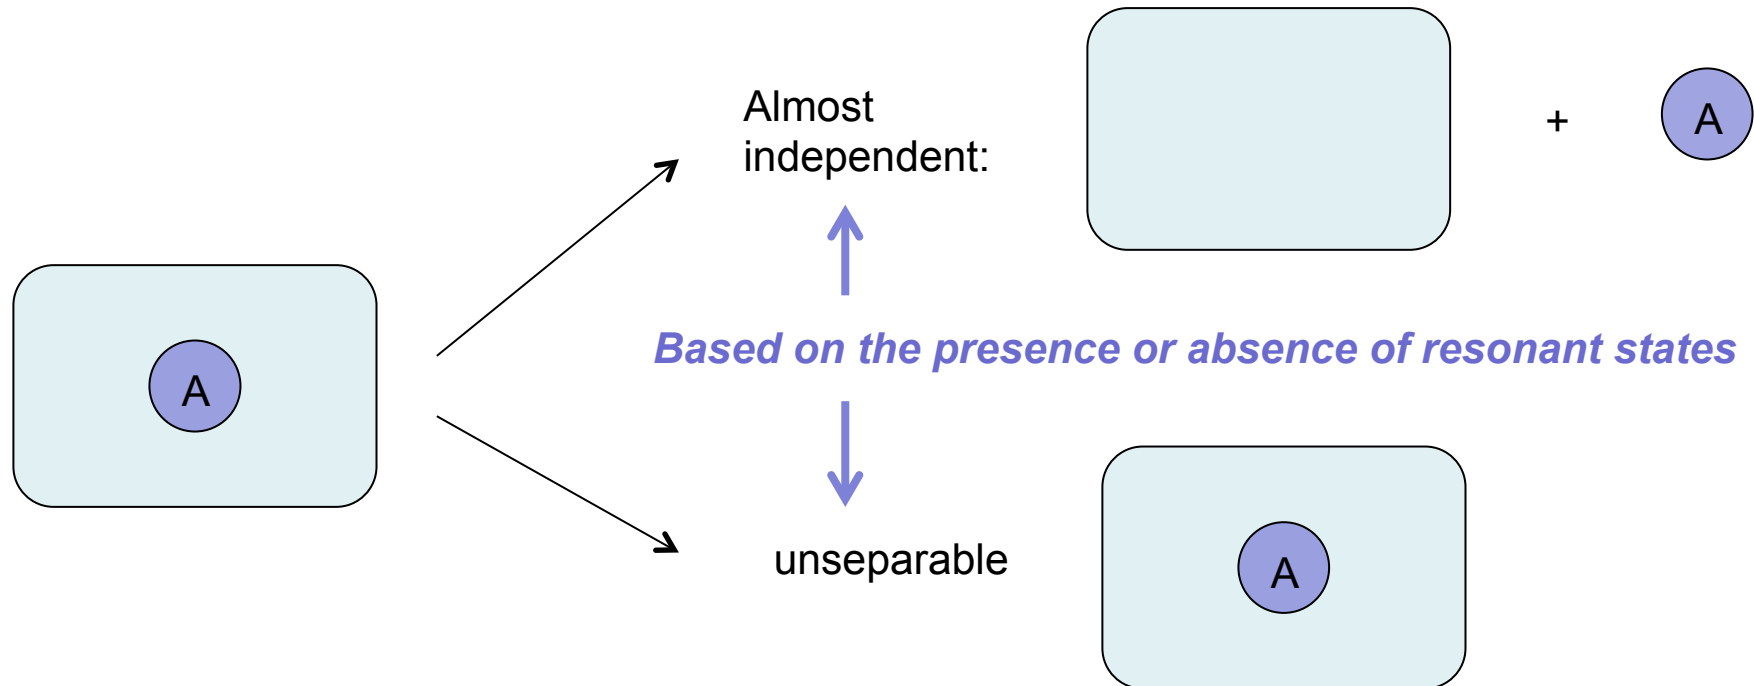 Almost
independent:
+
A
Based on the presence or absence of resonant states
A
unseparable
A